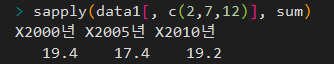 > sapply(data1[, c(2,7,12)], sum)
X2000년 X2005년 X2010년
19.4 17.4 19.2